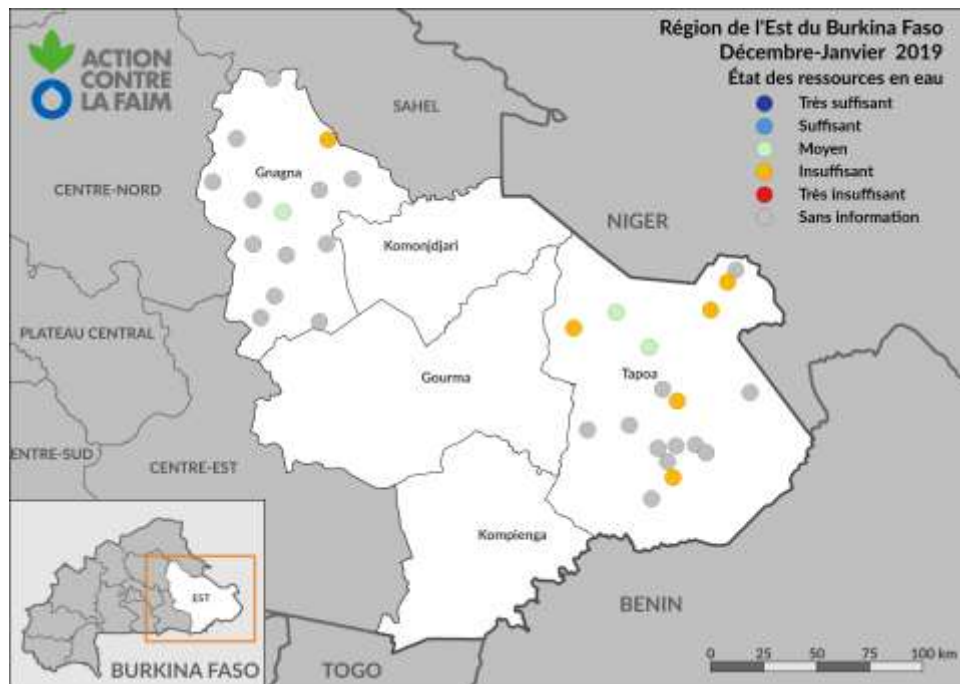 ACTION
CONTRE
LA FAIM
Région de l'Est du Burkina Faso
Décembre-Janvier 2019
État des ressources en eau
Très suffisant
Suffisant
Moyen
Insuffisant
Très insuffisant
Sans information
SAHEL
Gnagna
CENTRE-NORD
NIGER
Komonjdjari
PLATEAU CENTRAL
Gourma
Tapoa
ENTRE-SUD
CENTRE-EST
Kompienga
EST
BENIN
BURKINA FASO
TOGO
0 25 50 75 100 km